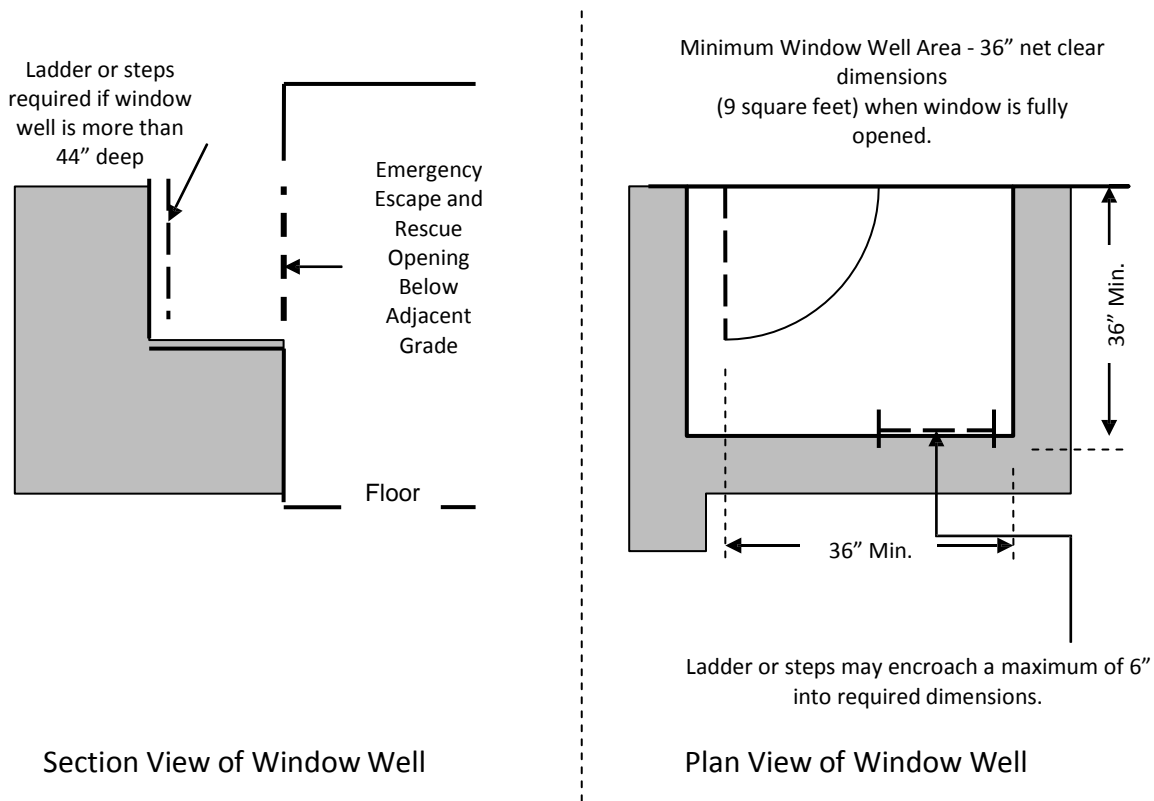 Ladder or steps
required if window
well is more than
44” deep
Emergency
Escape and
Rescue
Opening
Below
Adjacent
Grade
Floor
Section View of Window Well
Minimum Window Well Area - 36” net clear
dimensions
(9 square feet) when window is fully
opened.
36” Min.
36” Min.
Ladder or steps may encroach a maximum of 6”
into required dimensions.
Plan View of Window Well